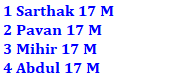 1 Sarthak 17 M
2 Pavan 17 M
3 Mihir 17 M
4 Abdul 17 M